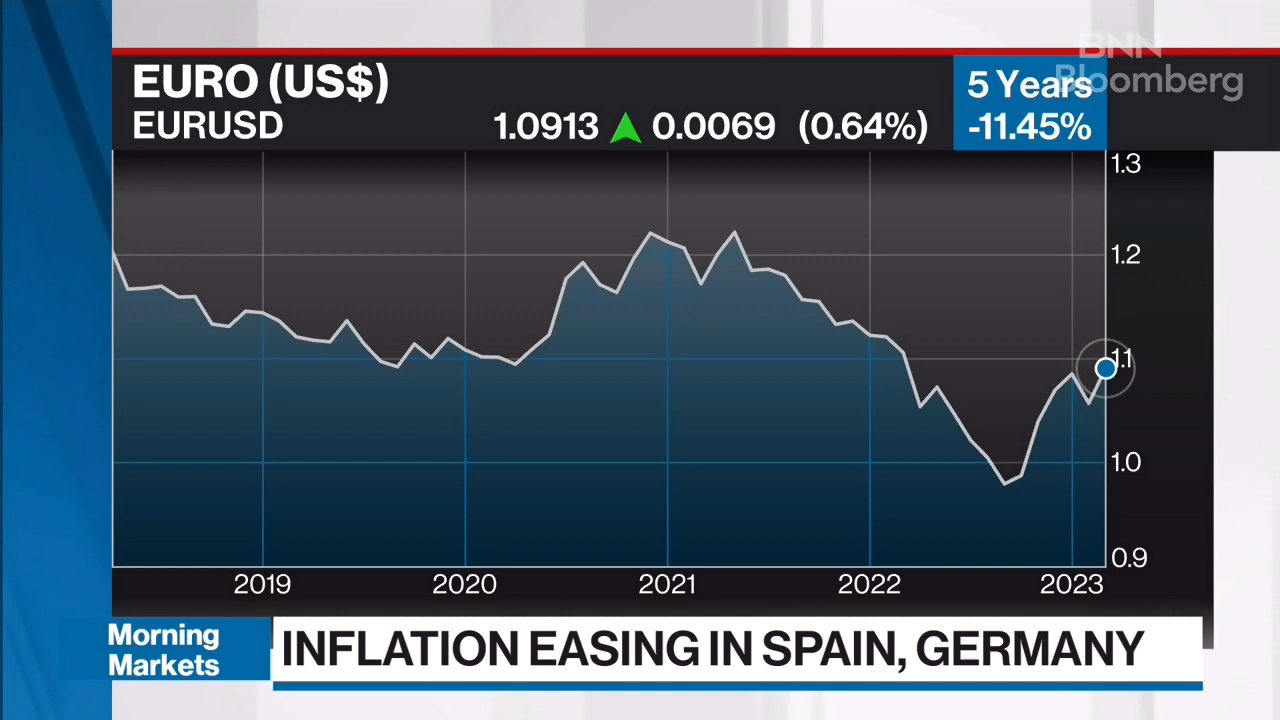 BNN
Bloomberg
EURO (US$)
5 Years
EURUSD
1.0913 ▲ 0.0069 (0.64%)
-11.45%
1.3
1.2
1.1
1.0
0.9
2019 2020 2021 2022 2023
Morning
Markets
INFLATION EASING IN SPAIN, GERMANY